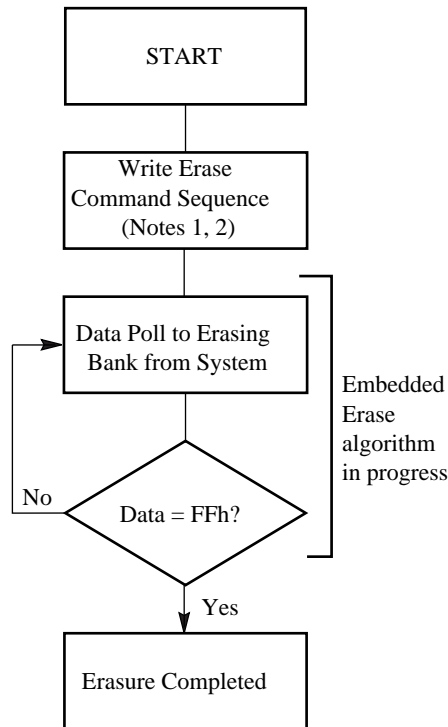 START
Write Erase
Command Sequence
(Notes 1, 2)
Data Poll to Erasing
Bank from System
Embedded
Erase
algorithm
in progress
No
Data = FFh?
Yes
Erasure Completed